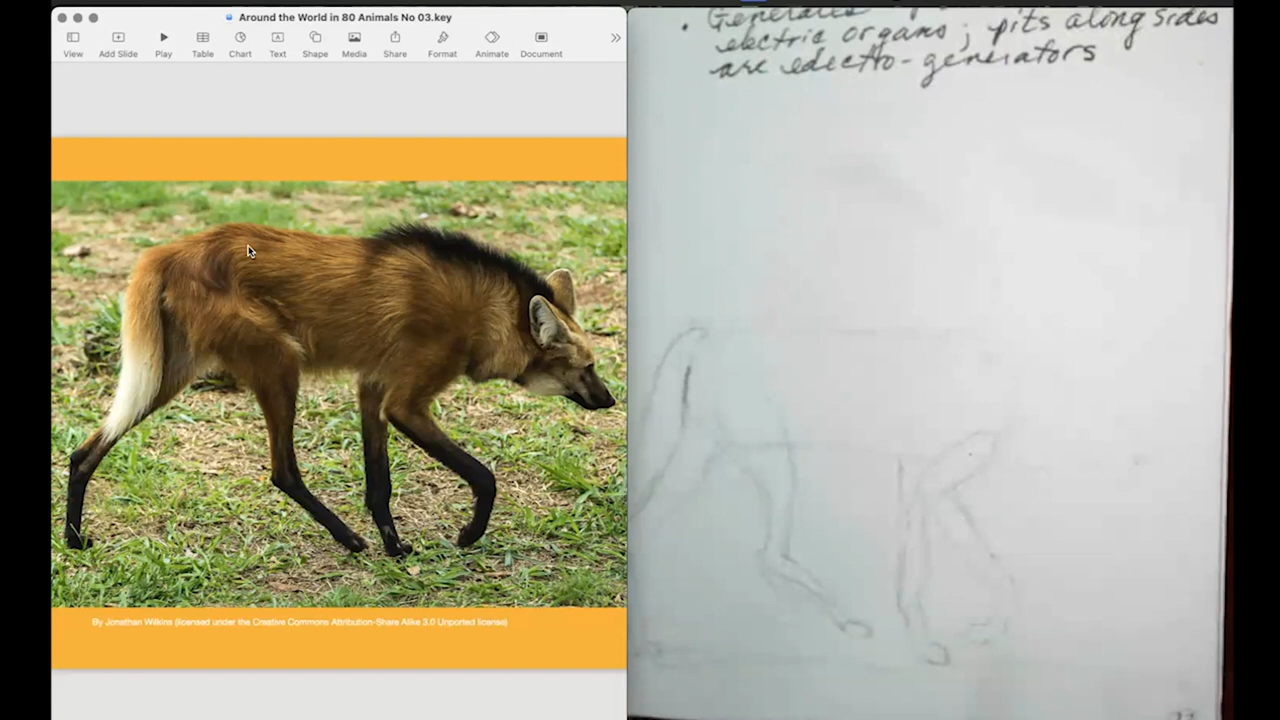 Around the World in 80 Animals No 03.key
View Add Slide Play Table Chart Text Shape Media Share Format Animate Document
By Jonathan Wilkins (licensed under the Creative Commons Attribution-Share Alike 3.0 Unported license)
• Generates
electric organs; pits along sides
are edectto-generators